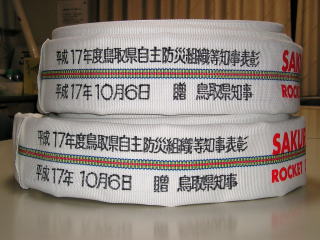 平成17年度鳥取県自主防災組織等知事表彰
平成17年10月6日 贈 鳥取県知事
SAKU
ROCKET
平成17年度鳥取県自主防災組織等知事表彰
平成17年 10月6日 贈 鳥取県知事
SAKUR
ROCKET